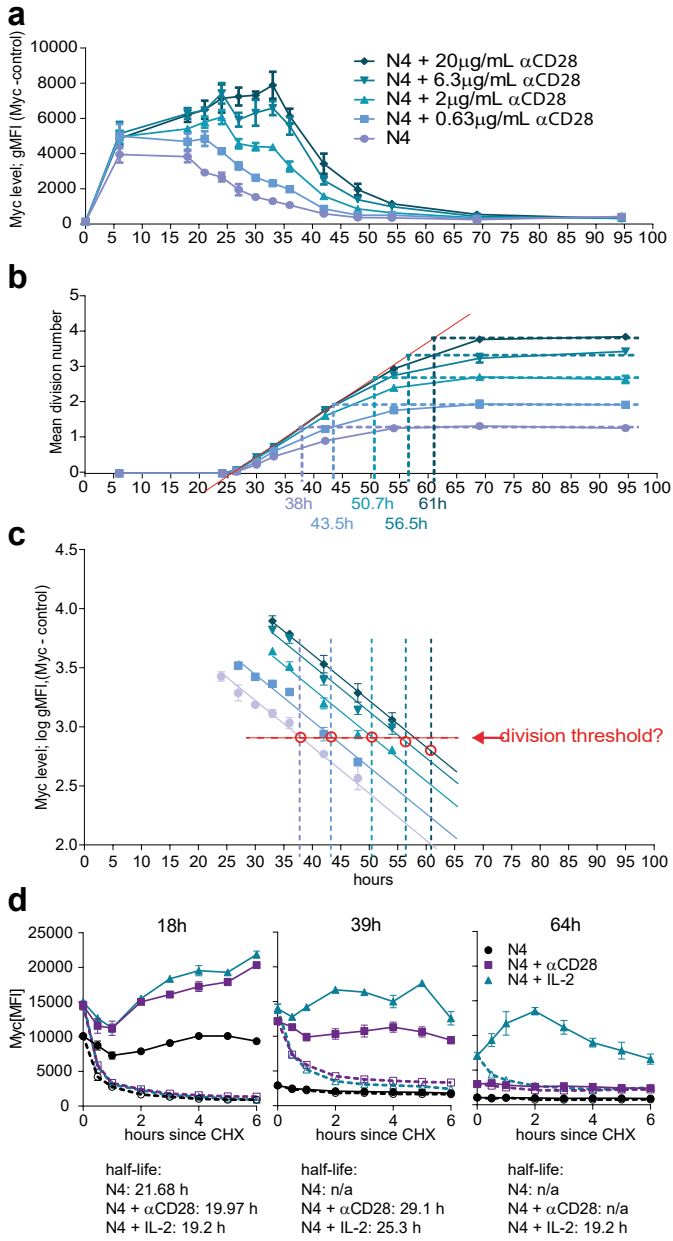 a
Myc level; gMFI (Myc -control)
10000
8000
6000
4000
2000
0
N4 + 20µg/mL αCD28
N4 + 6.3µg/mL αCD28
N4 + 2µg/mL αCD28
N4 + 0.63µg/mL αCD28
N4
0 5 10 15 20 25 30 35 40 45 50 55 60 65 70 75 80 85 90 95 100
b
Mean division number
5
4
3
2
1
0
0 5 10 15 20 25 30 35 40 45 50 55 60 65 70 75 80 85 90 95 100
38h 50.7h 61h
43.5h 56.5h
c
Myc level; log gMFI,(Myc - control)
4.5
4.0
3.5
3.0
2.5
2.0
division threshold?
0 5 10 15 20 25 30 35 40 45 50 55 60 65 70 75 80 85 90 95 100
hours
d
18h 39h 64h
Myc[MFI]
25000
20000
15000
10000
5000
0
N4
N4 + αCD28
N4 + IL-2
0 2 4 6 0 2 4 6 0 2 4 6
hours since CHX hours since CHX hours since CHX
half-life:
N4: 21.68 h
N4 + αCD28: 19.97 h
N4 + IL-2: 19.2 h
half-life:
N4: n/a
N4 + αCD28: 29.1 h
N4 + IL-2: 25.3 h
half-life:
N4: n/a
N4 + αCD28: n/a
N4 + IL-2: 19.2 h